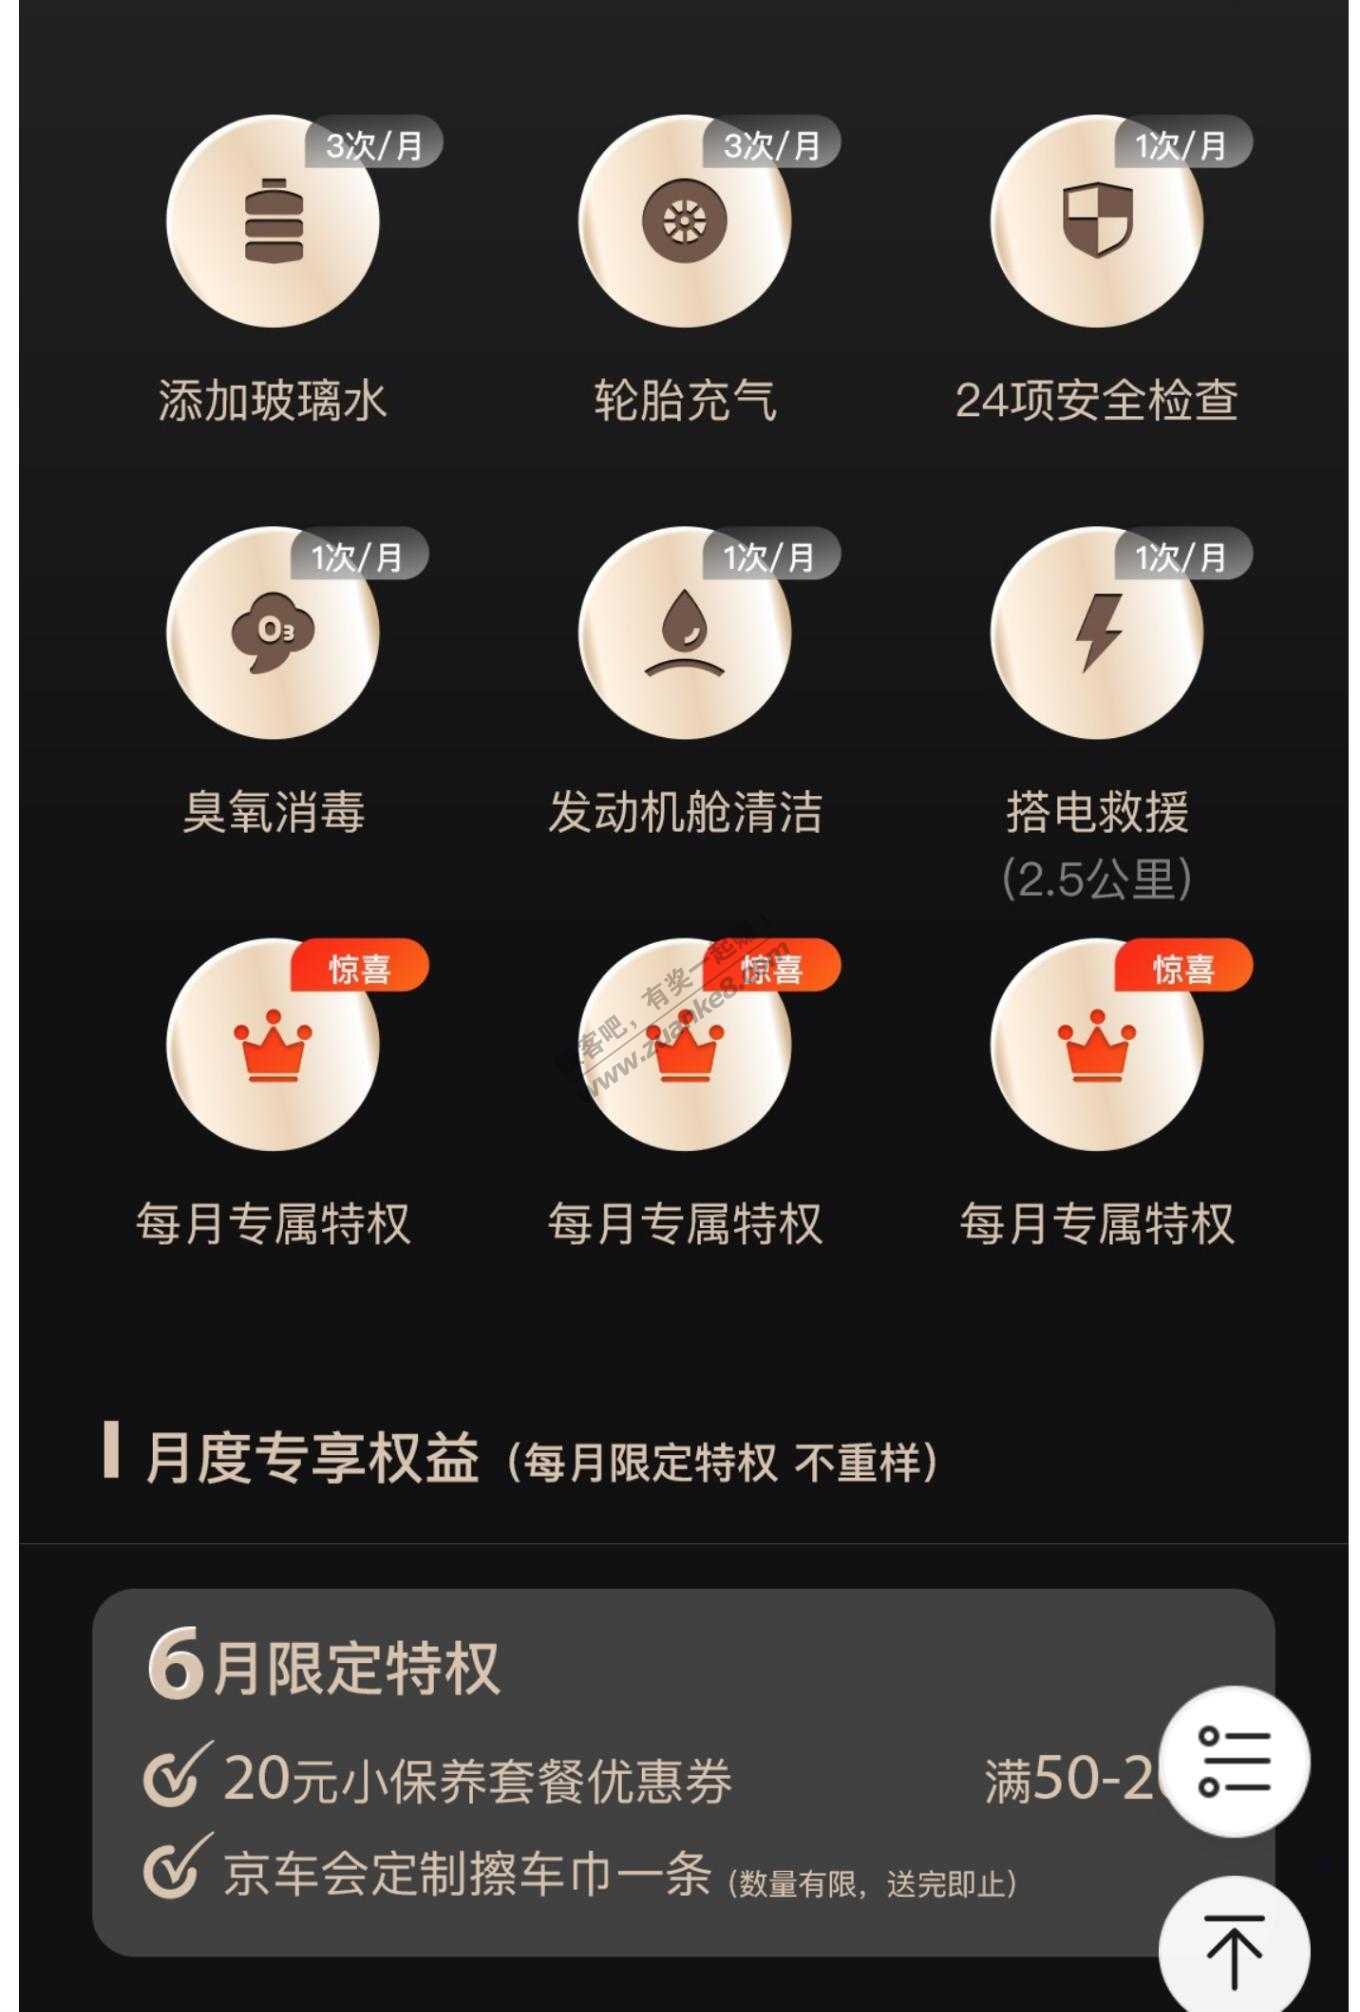 3次/月
3次/月
1次/月
添加玻璃水
轮胎充气
24项安全检查
1次/月
1次/月
1次/月
O3
臭氧消毒
发动机舱清洁
搭电救援
(2.5公里)
惊喜
惊喜
惊喜
客吧，有奖一起赚！
www.zuanke8.com
每月专属特权
每月专属特权
每月专属特权
月度专享权益（每月限定特权 不重样）
6月限定特权
20元小保养套餐优惠券
满50-2
京车会定制擦车巾一条（数量有限，送完即止）